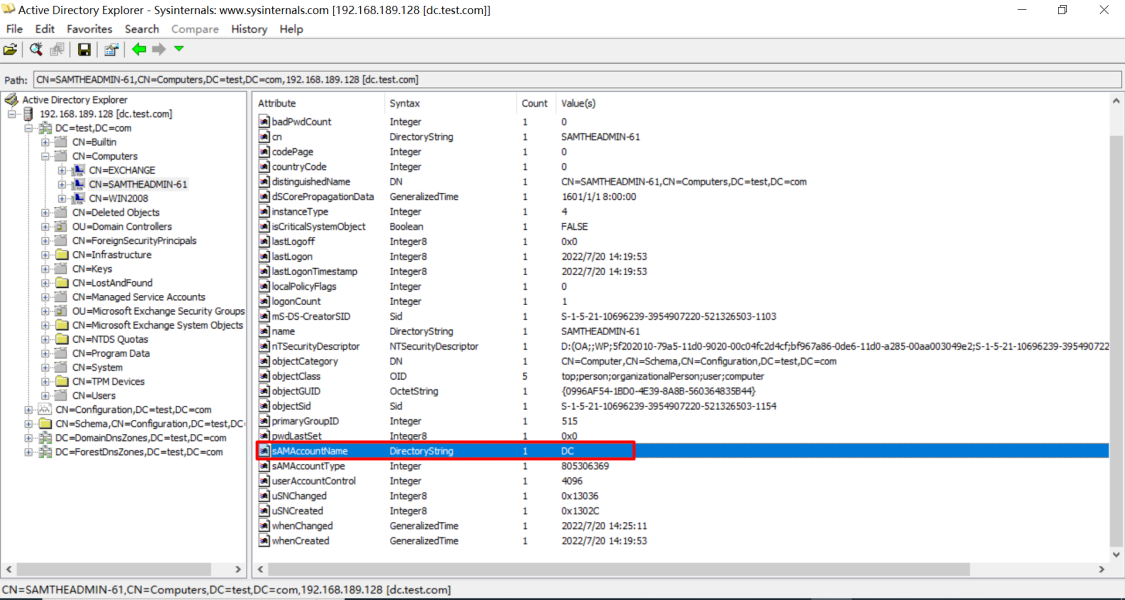 Active Directory Explorer - Sysinternals: www.sysinternals.com [192.168.189.128 [dc.test.com]]
File Edit Favorites Search Compare History Help
Path: CN=SAMTHEADMIN-61,CN=Computers,DC=test,DC=com,192.168.189.128 [dc.test.com]
Active Directory Explorer
192.168.189.128 [dc.test.com]
DC=test,DC=com
CN=Builtin
CN=Computers
CN=EXCHANGE
CN=SAMTHEADMIN-61
CN=WIN2008
CN=Deleted Objects
OU=Domain Controllers
CN=ForeignSecurityPrincipals
CN=Infrastructure
CN=Keys
CN=LostAndFound
CN=Managed Service Accounts
OU=Microsoft Exchange Security Groups
CN=Microsoft Exchange System Objects
CN=NTDS Quotas
CN=Program Data
CN=System
CN=TPM Devices
CN=Users
CN=Configuration,DC=test,DC=com
CN=Schema,CN=Configuration,DC=test,DC=
DC=DomainDnsZones,DC=test,DC=com
DC=ForestDnsZones,DC=test,DC=com
Attribute Syntax Count Value(s)
badPwdCount Integer 1 0
cn DirectoryString 1 SAMTHEADMIN-61
codePage Integer 1 0
countryCode Integer 1 0
distinguishedName DN 1 CN=SAMTHEADMIN-61,CN=Computers,DC=test,DC=com
dSCorePropagationData GeneralizedTime 1 1601/1/1 8:00:00
instanceType Integer 1 4
isCriticalSystemObject Boolean 1 FALSE
lastLogoff Integer8 1 0x0
lastLogon Integer8 1 2022/7/20 14:19:53
lastLogonTimestamp Integer8 1 2022/7/20 14:19:53
localPolicyFlags Integer 1 0
logonCount Integer 1 1
mS-DS-CreatorSID Sid 1 S-1-5-21-10696239-3954907220-521326503-1103
name DirectoryString 1 SAMTHEADMIN-61
nTSecurityDescriptor NTSecurityDescriptor 1 D:(OA;;WP;5f202010-79a5-11d0-9020-00c04fc2d4cf;bf967a86-0de6-11d0-a285-00aa003049e2;S-1-5-21-10696239-395490722
objectCategory DN 1 CN=Computer,CN=Schema,CN=Configuration,DC=test,DC=com
objectClass OID 5 top;person;organizationalPerson;user;computer
objectGUID OctetString 1 {0996AF54-1BD0-4E39-8A8B-560364835B44}
objectSid Sid 1 S-1-5-21-10696239-3954907220-521326503-1154
primaryGroupID Integer 1 515
pwdLastSet Integer8 1 0x0
sAMAccountName DirectoryString 1 DC
sAMAccountType Integer 1 805306369
userAccountControl Integer 1 4096
uSNChanged Integer8 1 0x13036
uSNCreated Integer8 1 0x1302C
whenChanged GeneralizedTime 1 2022/7/20 14:25:11
whenCreated GeneralizedTime 1 2022/7/20 14:19:53
CN=SAMTHEADMIN-61,CN=Computers,DC=test,DC=com,192.168.189.128 [dc.test.com]